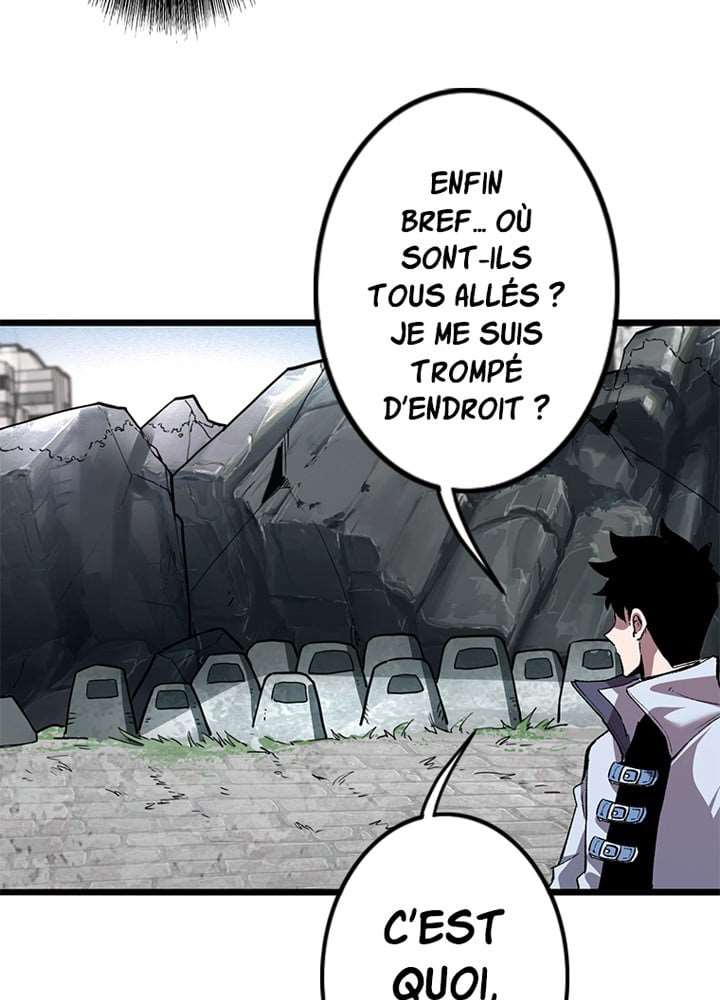 ENFIN
BREF... OÙ
SONT-ILS
TOUS ALLÉS ?
JE ME SUIS
TROMPÉ
D'ENDROIT ?
C'EST
QUOI,